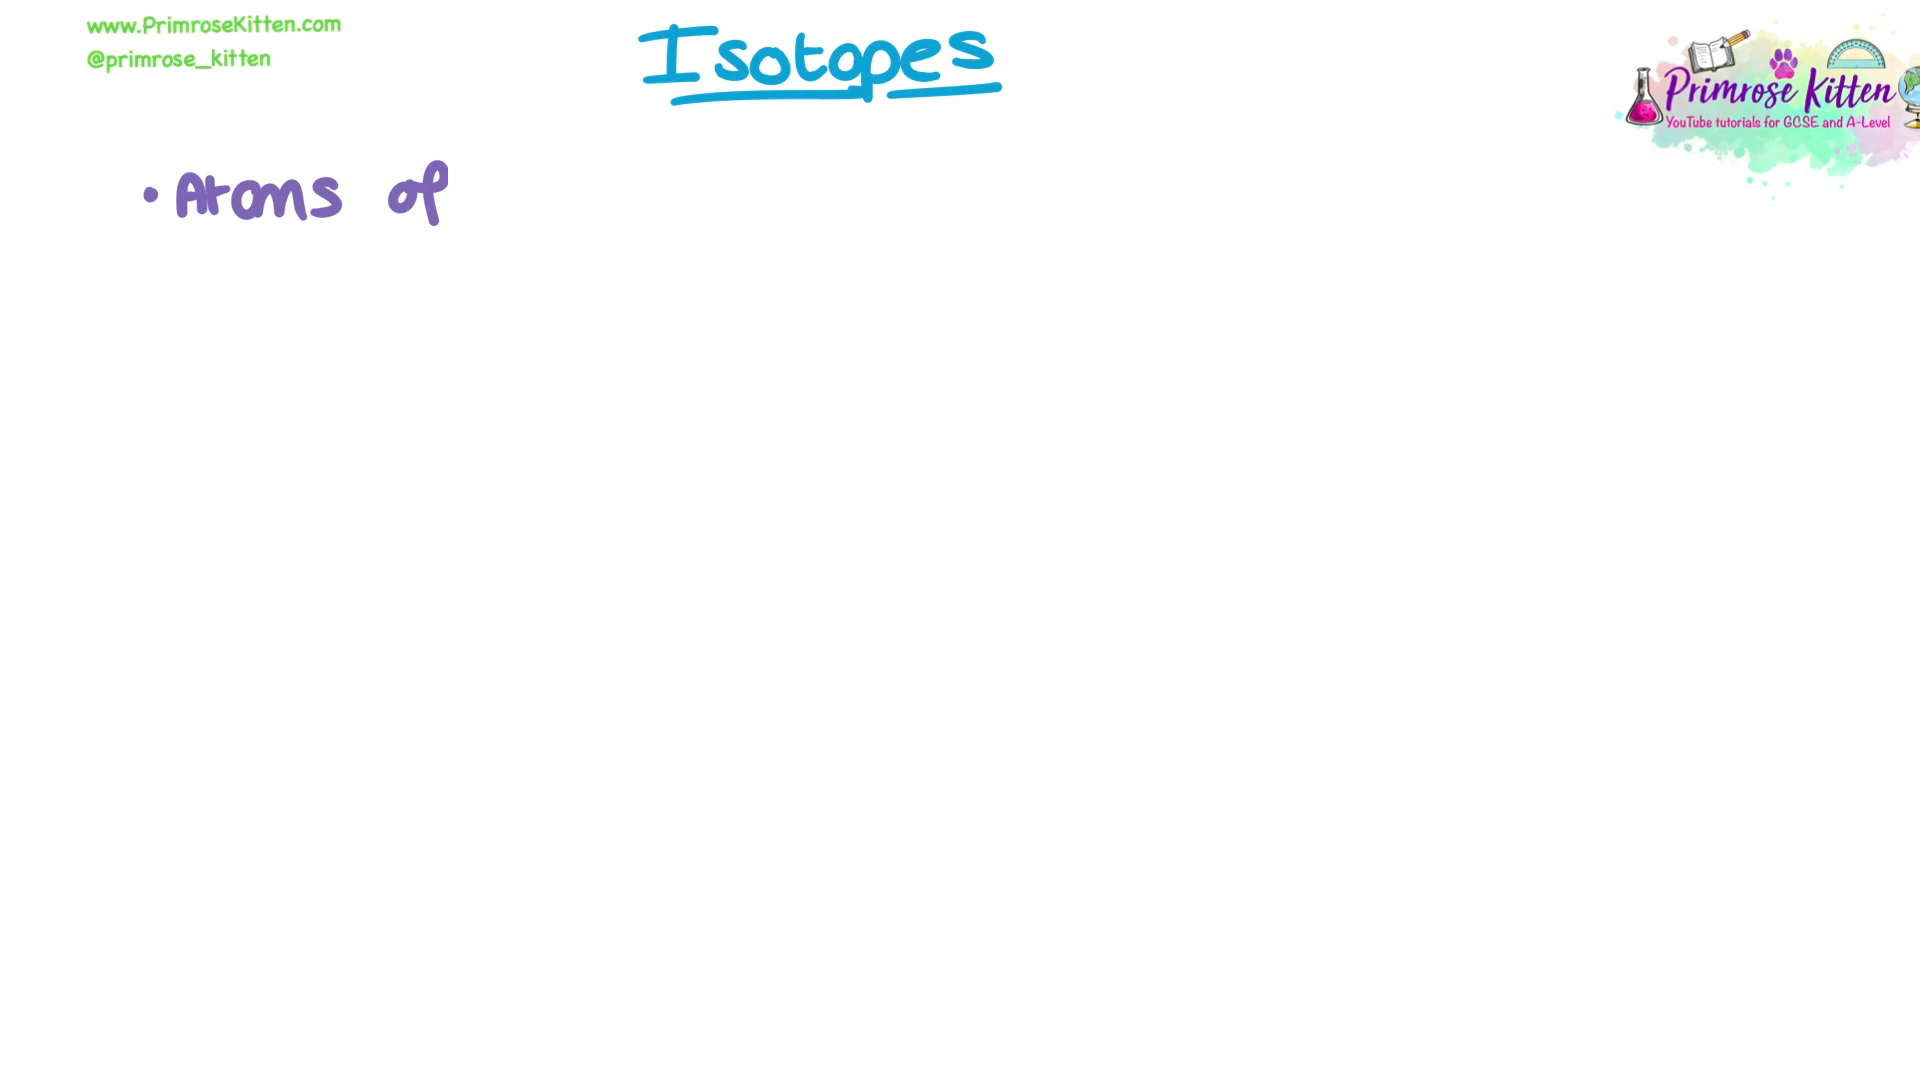 www.PrimroseKitten.com
@primrose_kitten
Isotopes
Primrose Kitten
YouTube tutorials for GCSE and A-Level
• Atoms of